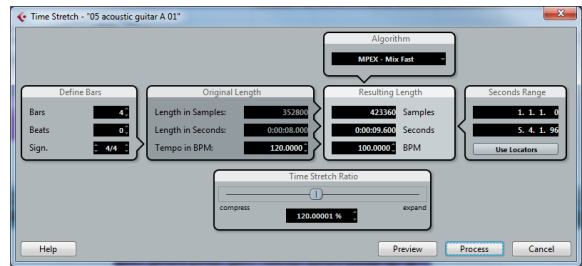 Time Stretch - "05 acoustic guitar A 01"
Algorithm
MPEX - Mix Fast
Define Bars
Bars 4
Beats 0
Sign. 4/4
Original Length
Length in Samples: 352800
Length in Seconds: 0:00:08.000
Tempo in BPM: 120.0000
Resulting Length
423360 Samples
0:00:09.600 Seconds
100.0000 BPM
Seconds Range
1. 1. 1. 0
5. 4. 1. 96
Use Locators
Time Stretch Ratio
compress expand
120.00001 %
Help Preview Process Cancel